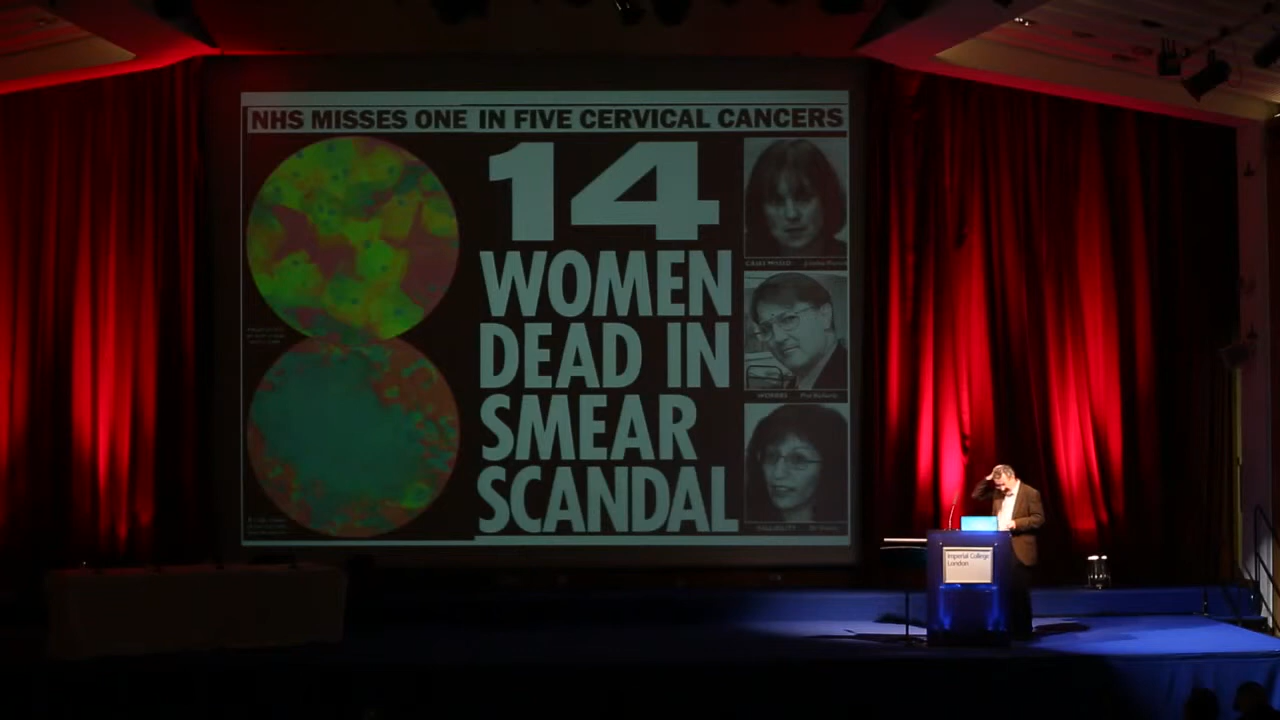 NHS MISSES ONE IN FIVE CERVICAL CANCERS
14
WOMEN
DEAD IN
SMEAR
SCANDAL
Imperial College
London